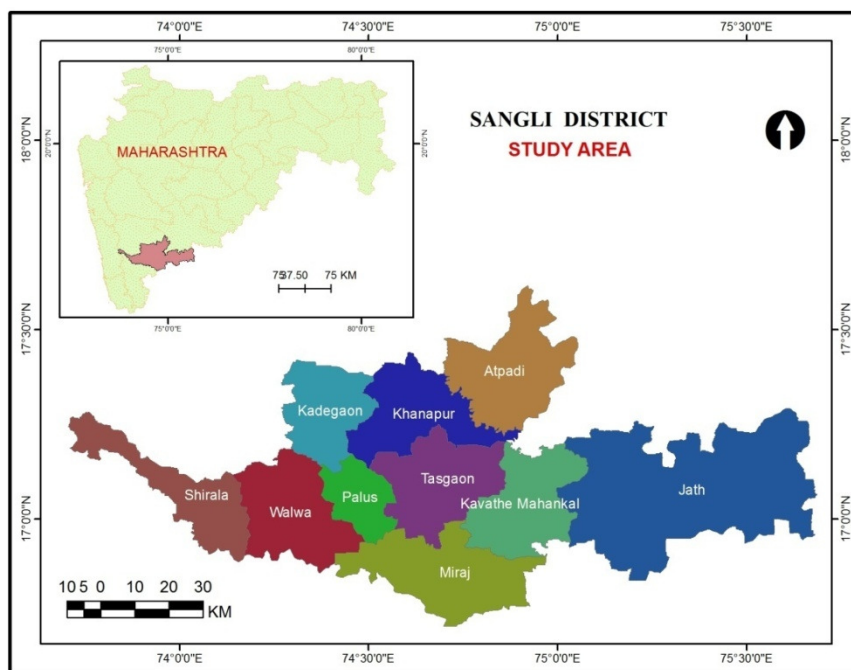 74°0'0"E
74°30'0"E
75°0'0"E
75°30'0"E
75°0'0"E
80°0'0"E
18°0'0"N
20°0'0"N
MAHARASHTRA
20°0'0"N
18°0'0"N
SANGLI DISTRICT
STUDY AREA
7537.50 75 KM
75°0'0"E
80°0'0"E
17°30'0"N
17°30'0"N
Atpadi
Kadegaon
Khanapur
Tasgaon
Shirala
Walwa
Palus
Kavathe Mahankal
Jath
17°0'0"N
17°0'0"N
Miraj
10 5 0 10 20 30
KM
74°0'0"E
74°30'0"E
75°0'0"E
75°30'0"E